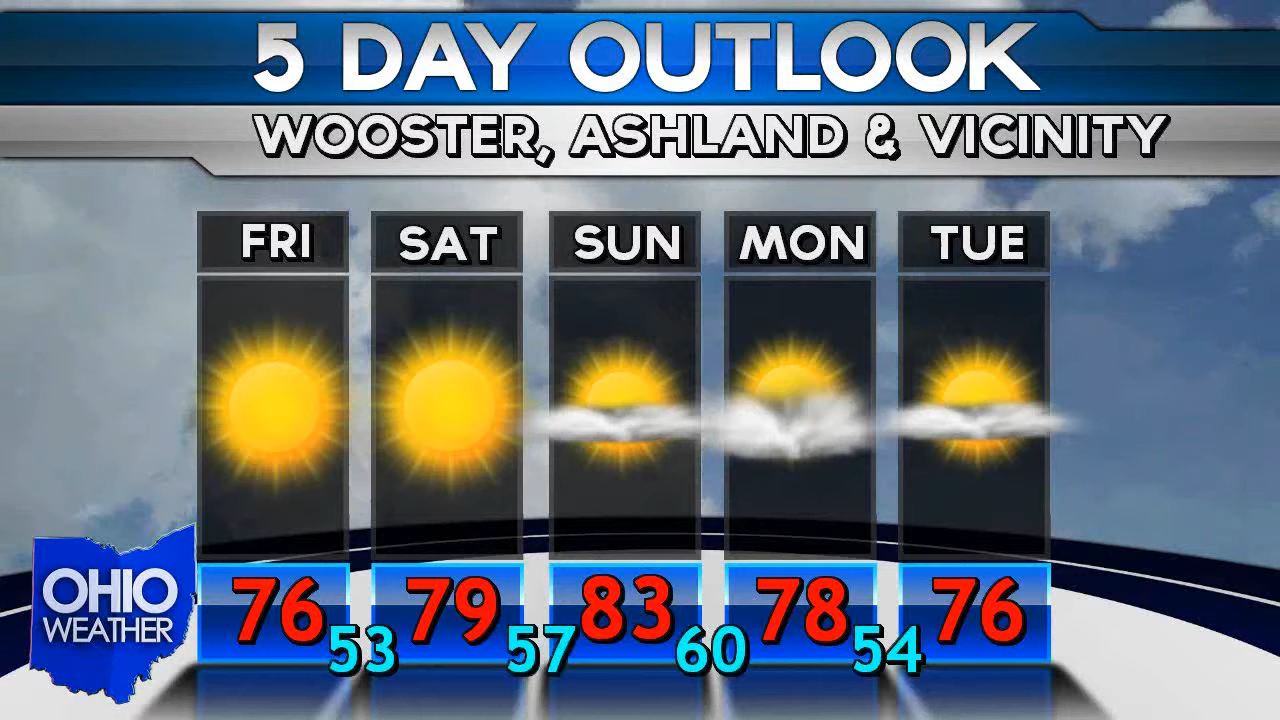 5 DAY OUTLOOK
WOOSTER, ASHLAND & VICINITY
FRI SAT SUN MON TUE
76 79 83 78 76
53 57 60 54
OHIO
WEATHER